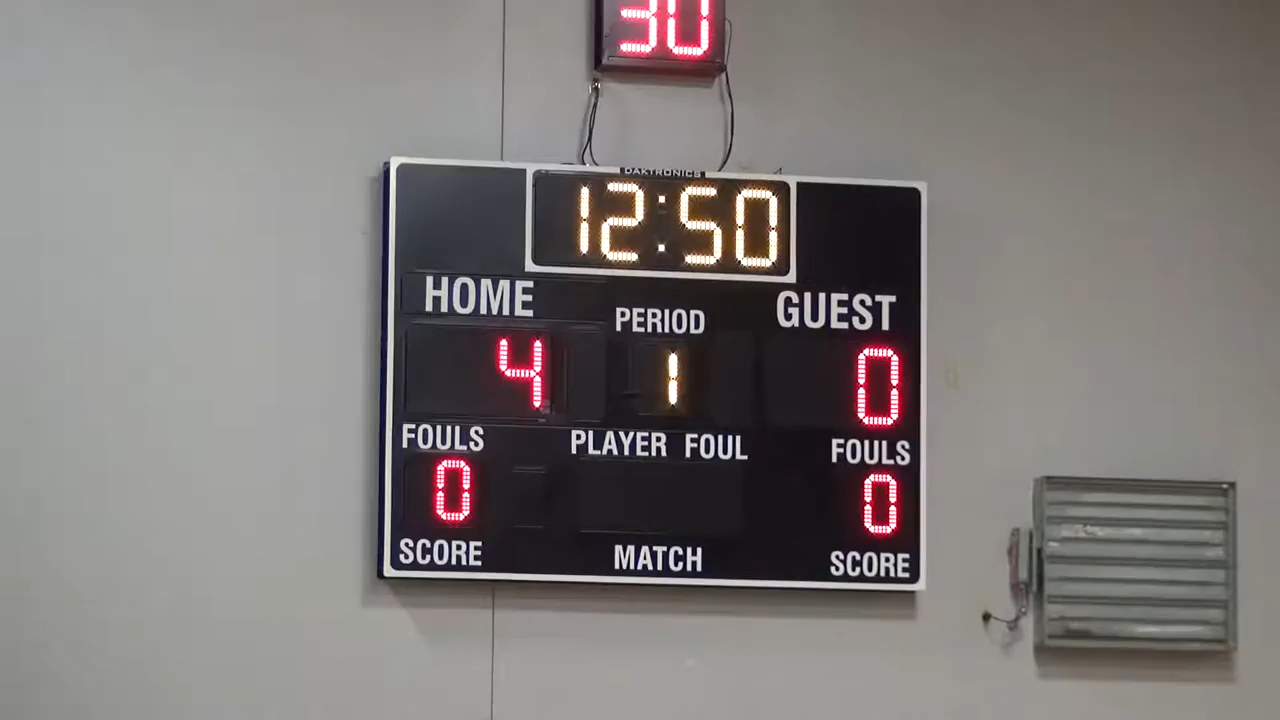 30
DAKTRONICS
12:50
HOME
GUEST
PERIOD
4 1 0
FOULS
PLAYER FOUL
FOULS
0 0
SCORE
MATCH
SCORE